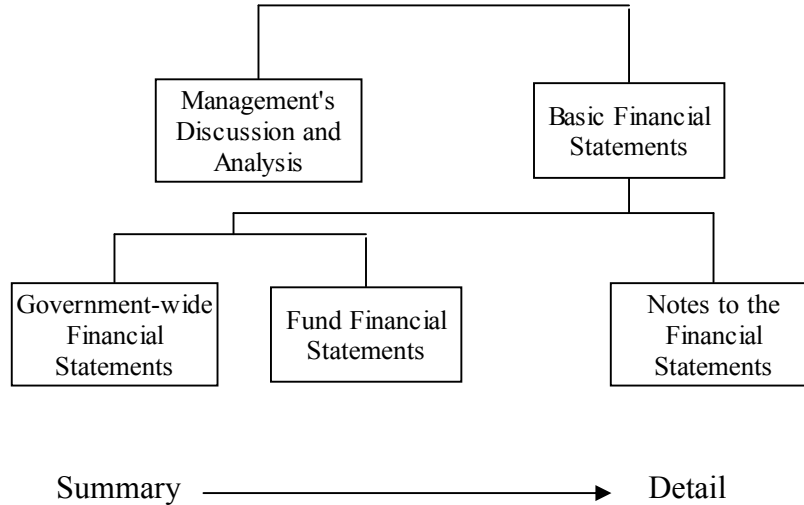 Management's
Discussion and
Analysis
Basic Financial
Statements
Government-wide
Financial
Statements
Fund Financial
Statements
Notes to the
Financial
Statements
Summary
Detail